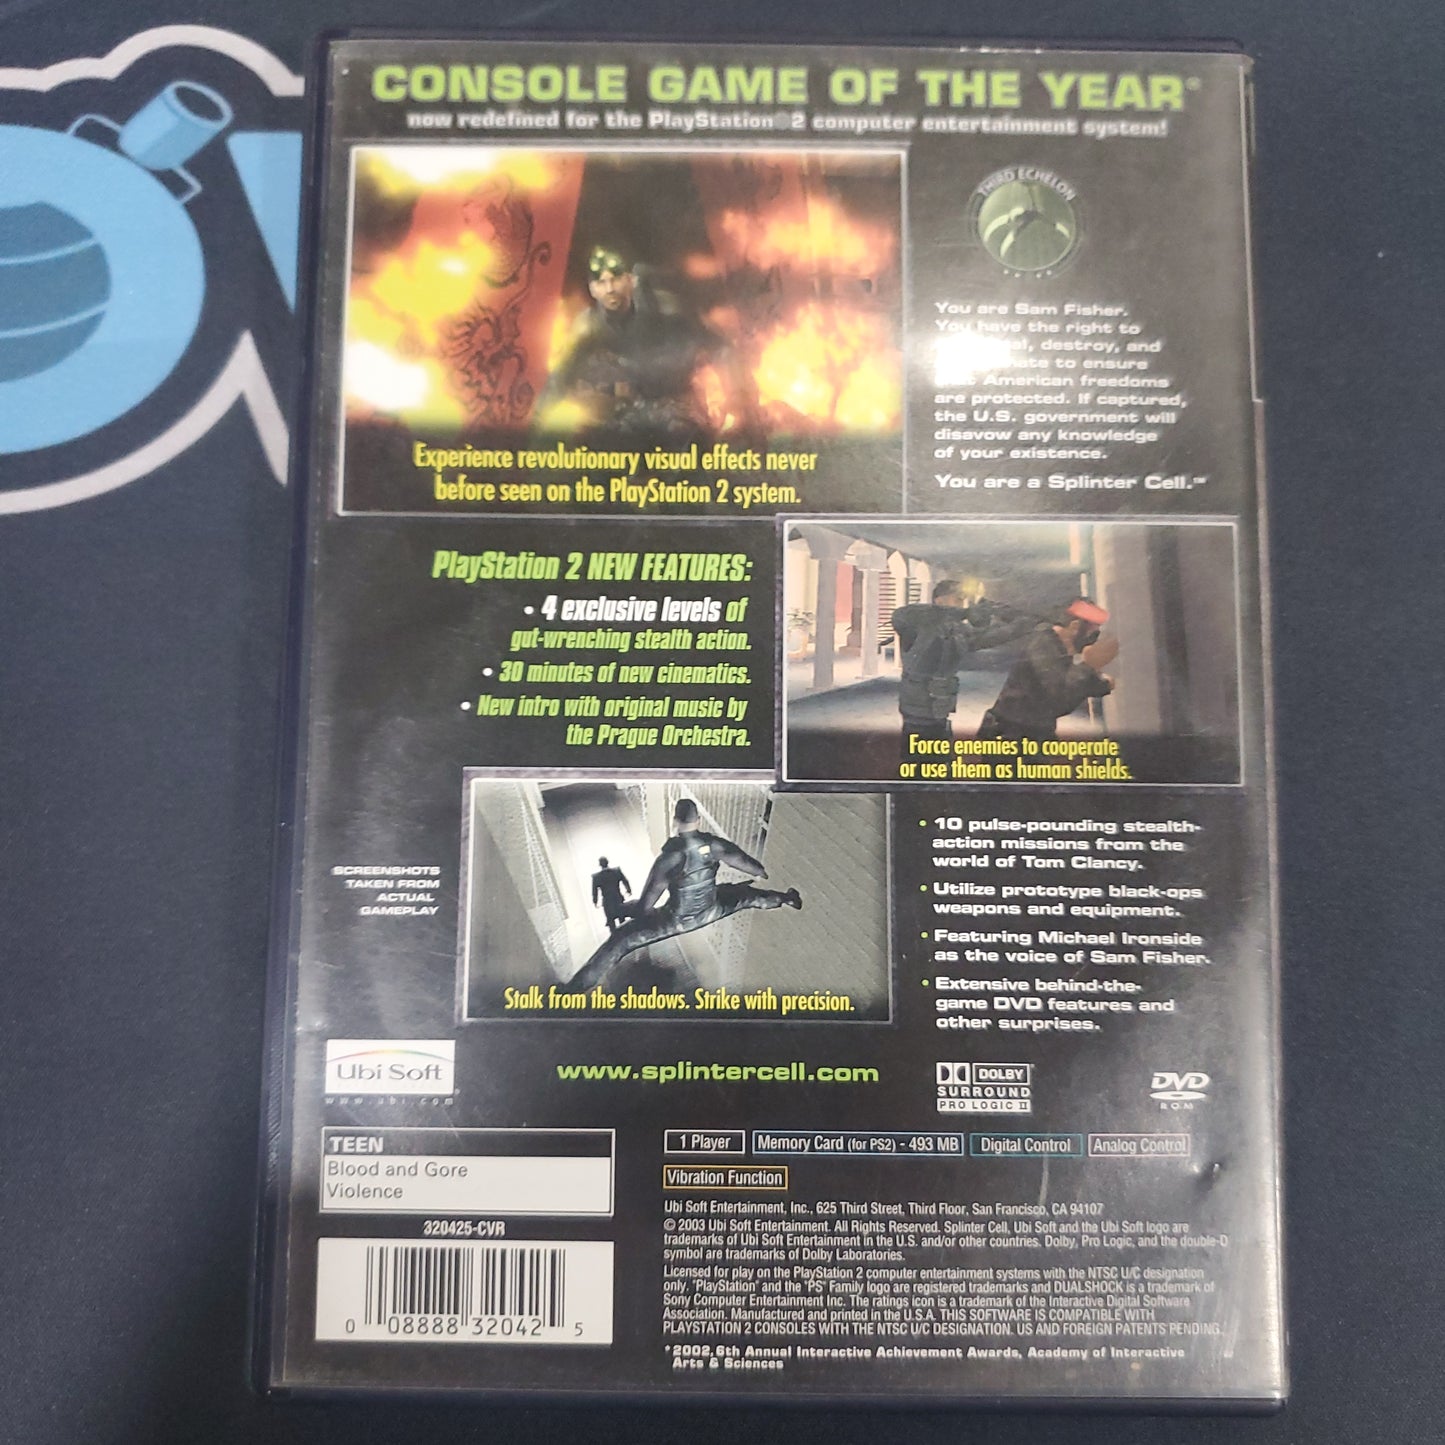 CONSOLE GAME OF THE YEAR*
now redefined for the PlayStation®2 computer entertainment system!
THIRD ECHELON
You are Sam Fisher.
You have the right to
destroy, and
to ensure
that American freedoms
are protected. If captured,
the U.S. government will
disavow any knowledge
of your existence.
You are a Splinter Cell.™
Experience revolutionary visual effects never
before seen on the PlayStation 2 system.
PlayStation 2 NEW FEATURES:
• 4 exclusive levels of
gut-wrenching stealth action.
• 30 minutes of new cinematics.
• New intro with original music by
the Prague Orchestra.
Force enemies to cooperate
or use them as human shields.
SCREENSHOTS
TAKEN FROM
ACTUAL
GAMEPLAY
Stalk from the shadows. Strike with precision.
• 10 pulse-pounding stealth-
action missions from the
world of Tom Clancy.
• Utilize prototype black-ops
weapons and equipment.
• Featuring Michael Ironside
as the voice of Sam Fisher.
• Extensive behind-the-
game DVD features and
other surprises.
Ubi Soft
www.ubi.com
www.splintercell.com
DOLBY
SURROUND
PRO LOGIC II
DVD
ROM
TEEN
Blood and Gore
Violence
320425-CVR
0 08888 32042 5
1 Player Memory Card (for PS2) - 493 MB Digital Control Analog Control
Vibration Function
Ubi Soft Entertainment, Inc., 625 Third Street, Third Floor, San Francisco, CA 94107
© 2003 Ubi Soft Entertainment. All Rights Reserved. Splinter Cell, Ubi Soft and the Ubi Soft logo are
trademarks of Ubi Soft Entertainment in the U.S. and/or other countries. Dolby, Pro Logic, and the double-D
symbol are trademarks of Dolby Laboratories.
Licensed for play on the PlayStation 2 computer entertainment systems with the NTSC U/C designation
only. "PlayStation" and the "PS" Family logo are registered trademarks and DUALSHOCK is a trademark of
Sony Computer Entertainment Inc. The ratings icon is a trademark of the Interactive Digital Software
Association. Manufactured and printed in the U.S.A. THIS SOFTWARE IS COMPATIBLE WITH
PLAYSTATION 2 CONSOLES WITH THE NTSC U/C DESIGNATION. US AND FOREIGN PATENTS PENDING.
*2002, 6th Annual Interactive Achievement Awards, Academy of Interactive
Arts & Sciences